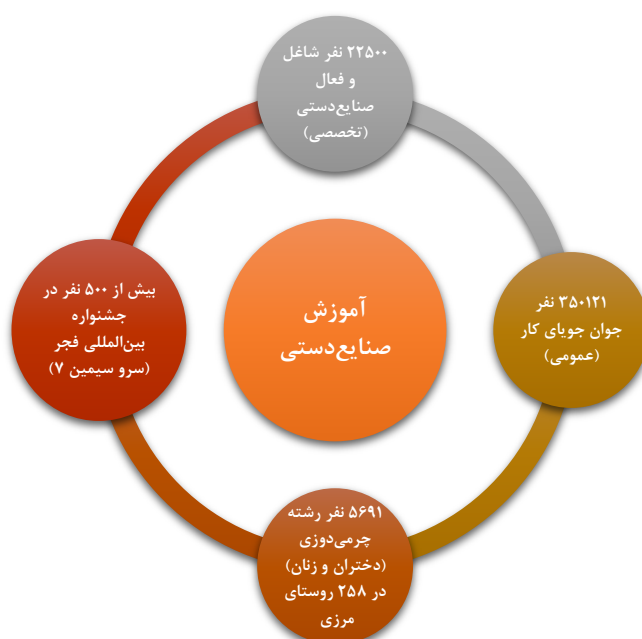 ۲۲۵۰۰ نفر شاغل
و فعال
صنایع‌دستی
(تخصصی)
۳۵۰۱۲۱ نفر
جوان جویای کار
(عمومی)
آموزش
صنایع‌دستی
بیش از ۵۰۰ نفر در
جشنواره
بین‌المللی فجر
(سرو سیمین ۷)
۵۶۹۱ نفر رشته
چرمی‌دوزی
(دختران و زنان)
در ۲۵۸ روستای
مرزی